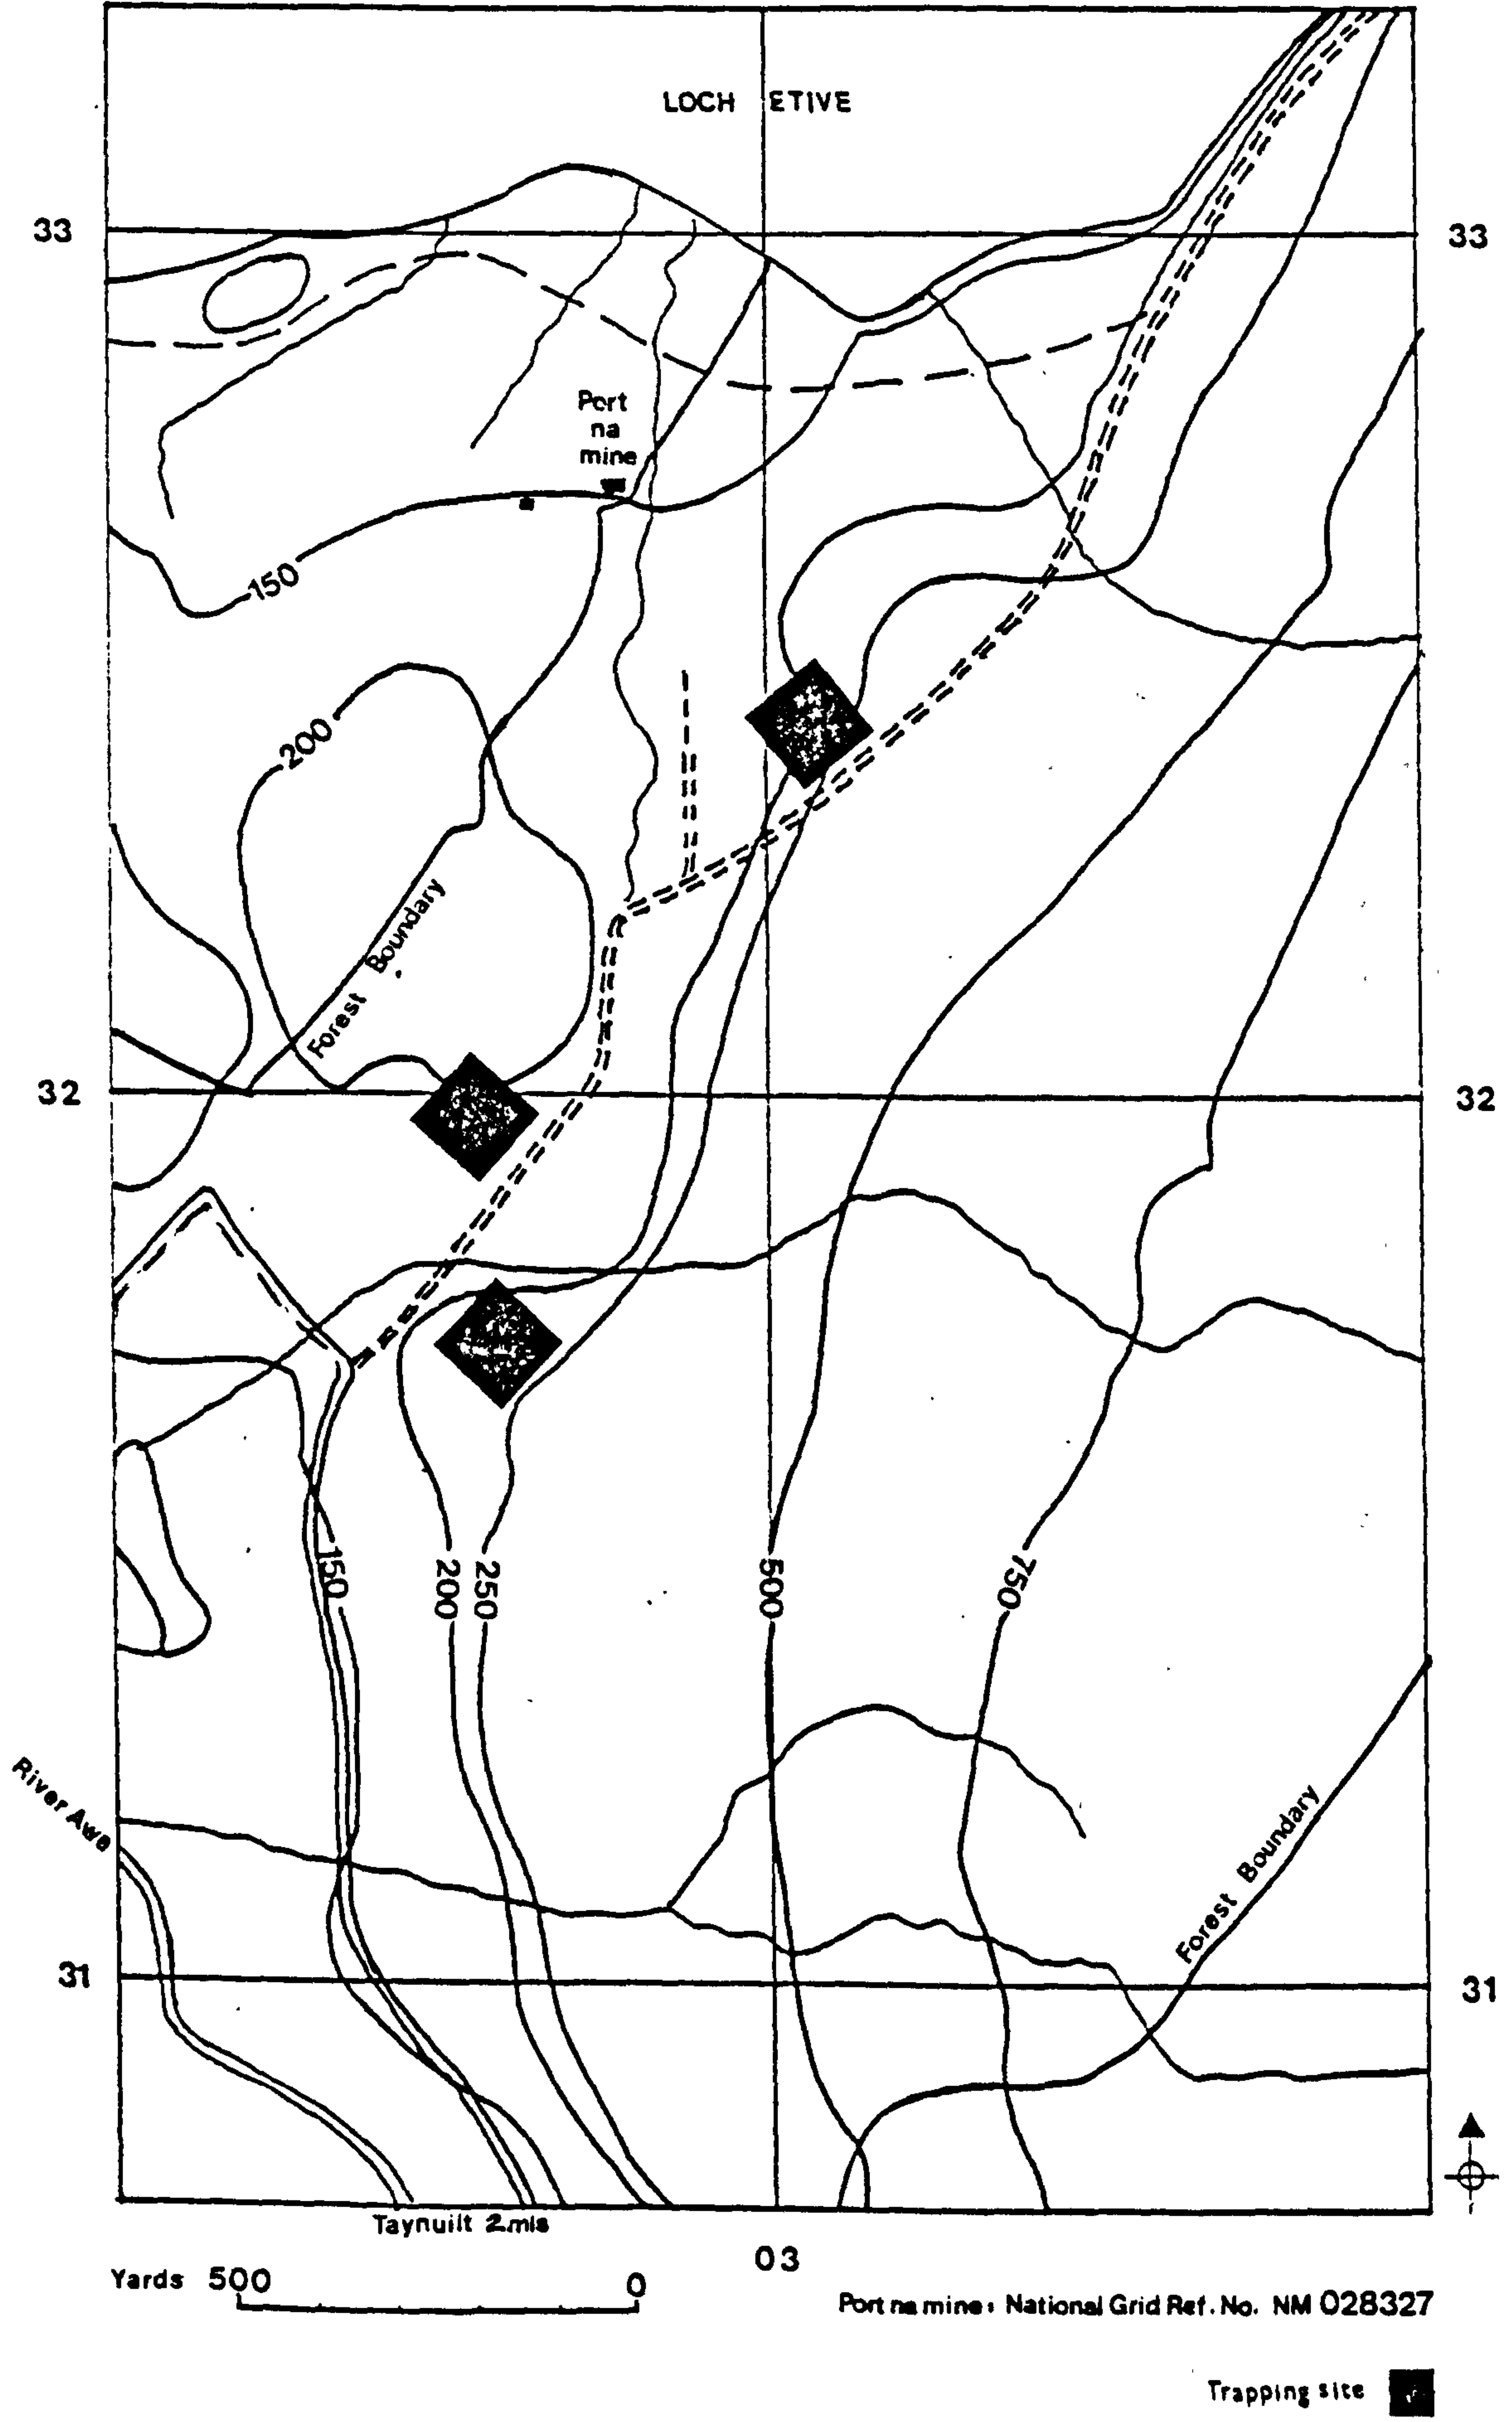 LOCH ETIVE
33
33
Port
na
mine
150
200
Forest Boundary
32
32
150
200
250
500
750
River Awe
Forest Boundary
31
31
Taynuilt 2.mls
03
Yards 500 0
Port na mine: National Grid Ref. No. NM 028327
Trapping site